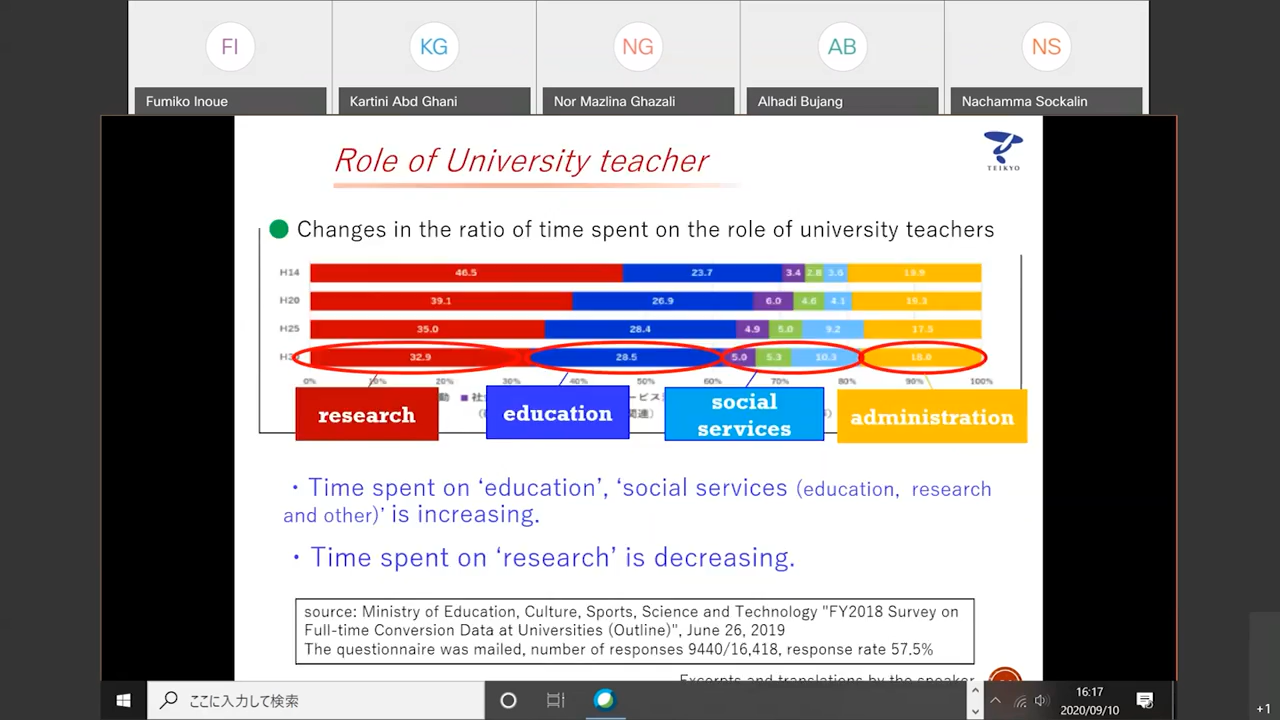 FI
KG
NG
AB
NS
Fumiko Inoue
Kartini Abd Ghani
Nor Mazlina Ghazali
Alhadi Bujang
Nachamma Sockalin
Role of University teacher
TEIKYO
Changes in the ratio of time spent on the role of university teachers
H14 46.5 23.7 3.4 2.8 3.6 18.9
H20 39.1 26.9 6.0 4.6 4.1 19.3
H25 35.0 28.4 4.9 5.0 9.2 17.5
32.9 28.5 5.0 5.3 10.3 18.0
0% 10% 20% 30% 40% 50% 60% 70% 80% 90% 100%
research
education
social
services
administration
・Time spent on ‘education’, ‘social services (education, research
and other)’ is increasing.
・Time spent on ‘research’ is decreasing.
source: Ministry of Education, Culture, Sports, Science and Technology "FY2018 Survey on
Full-time Conversion Data at Universities (Outline)", June 26, 2019
The questionnaire was mailed, number of responses 9440/16,418, response rate 57.5%
Excerpts and translations by the speaker
ここに入力して検索
16:17
2020/09/10
+1